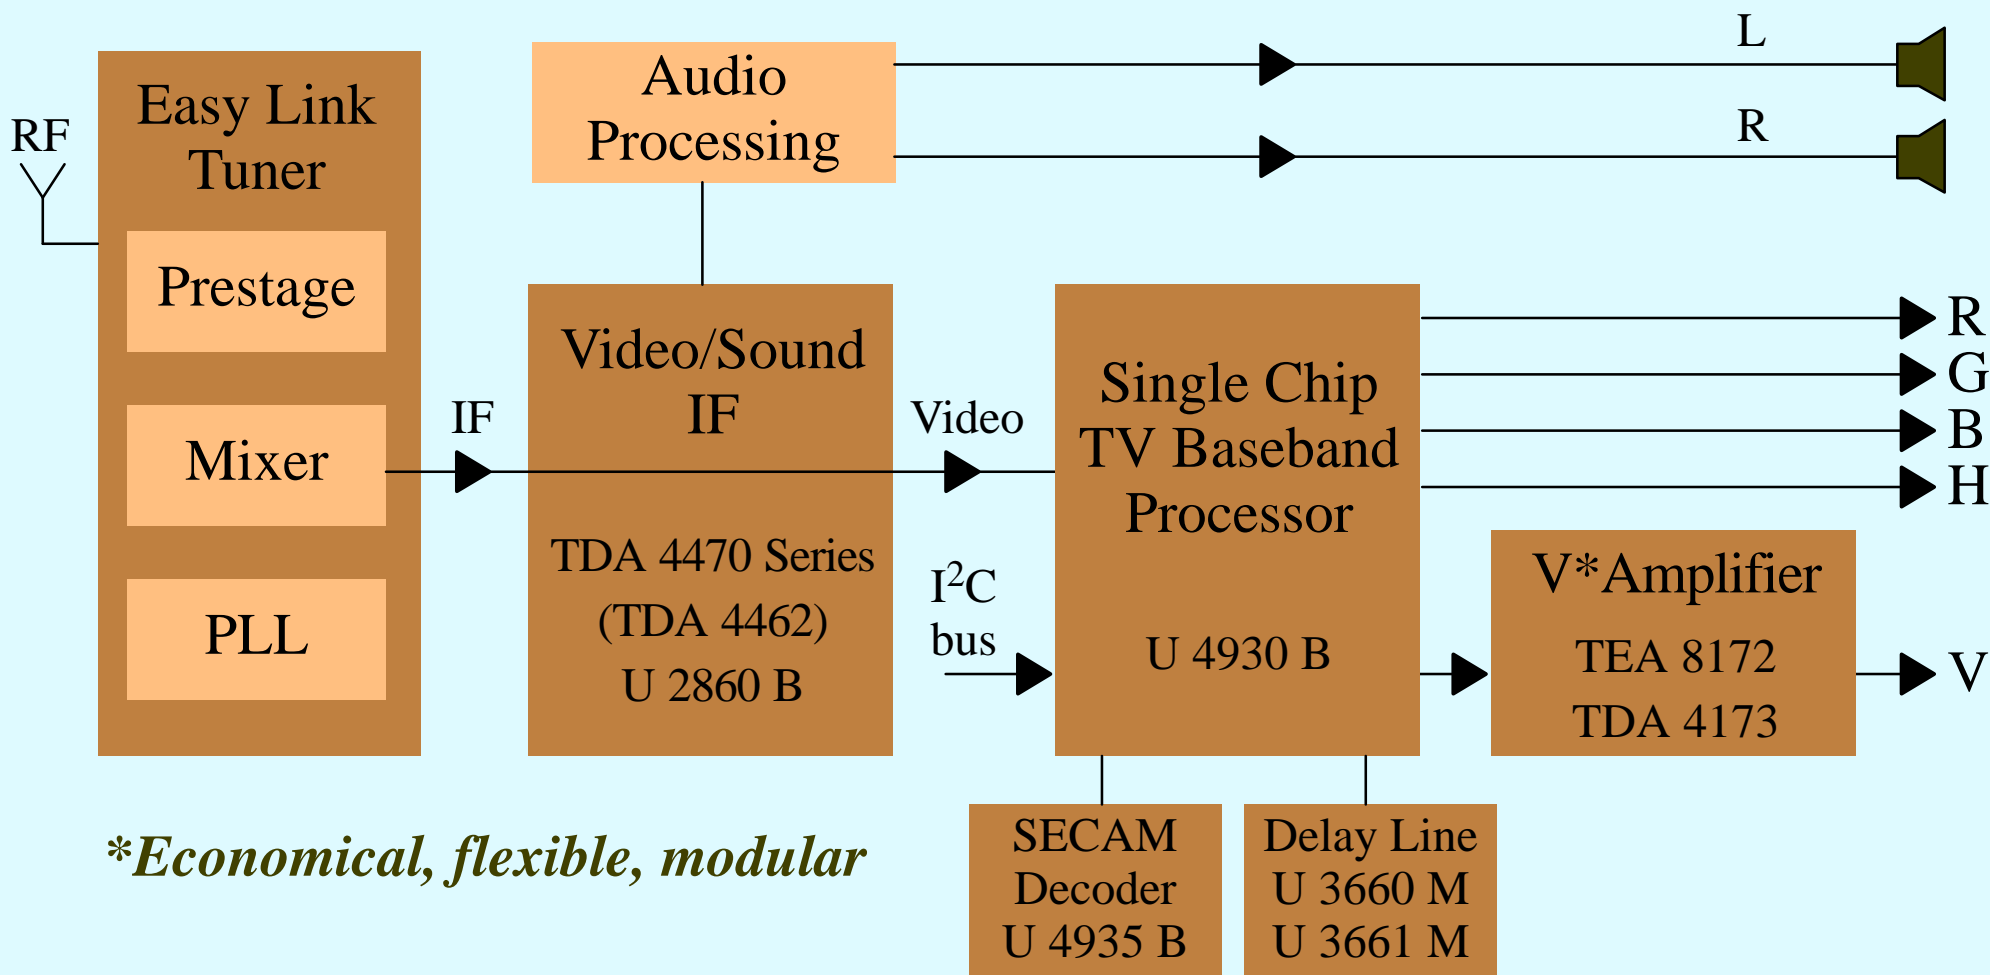 RF
Easy Link
Tuner
Prestage
Mixer
PLL
IF
Audio
Processing
L
R
Video/Sound
IF
TDA 4470 Series
(TDA 4462)
U 2860 B
Video
I²C
bus
Single Chip
TV Baseband
Processor
U 4930 B
R
G
B
H
V*Amplifier
TEA 8172
TDA 4173
V
SECAM
Decoder
U 4935 B
Delay Line
U 3660 M
U 3661 M
*Economical, flexible, modular